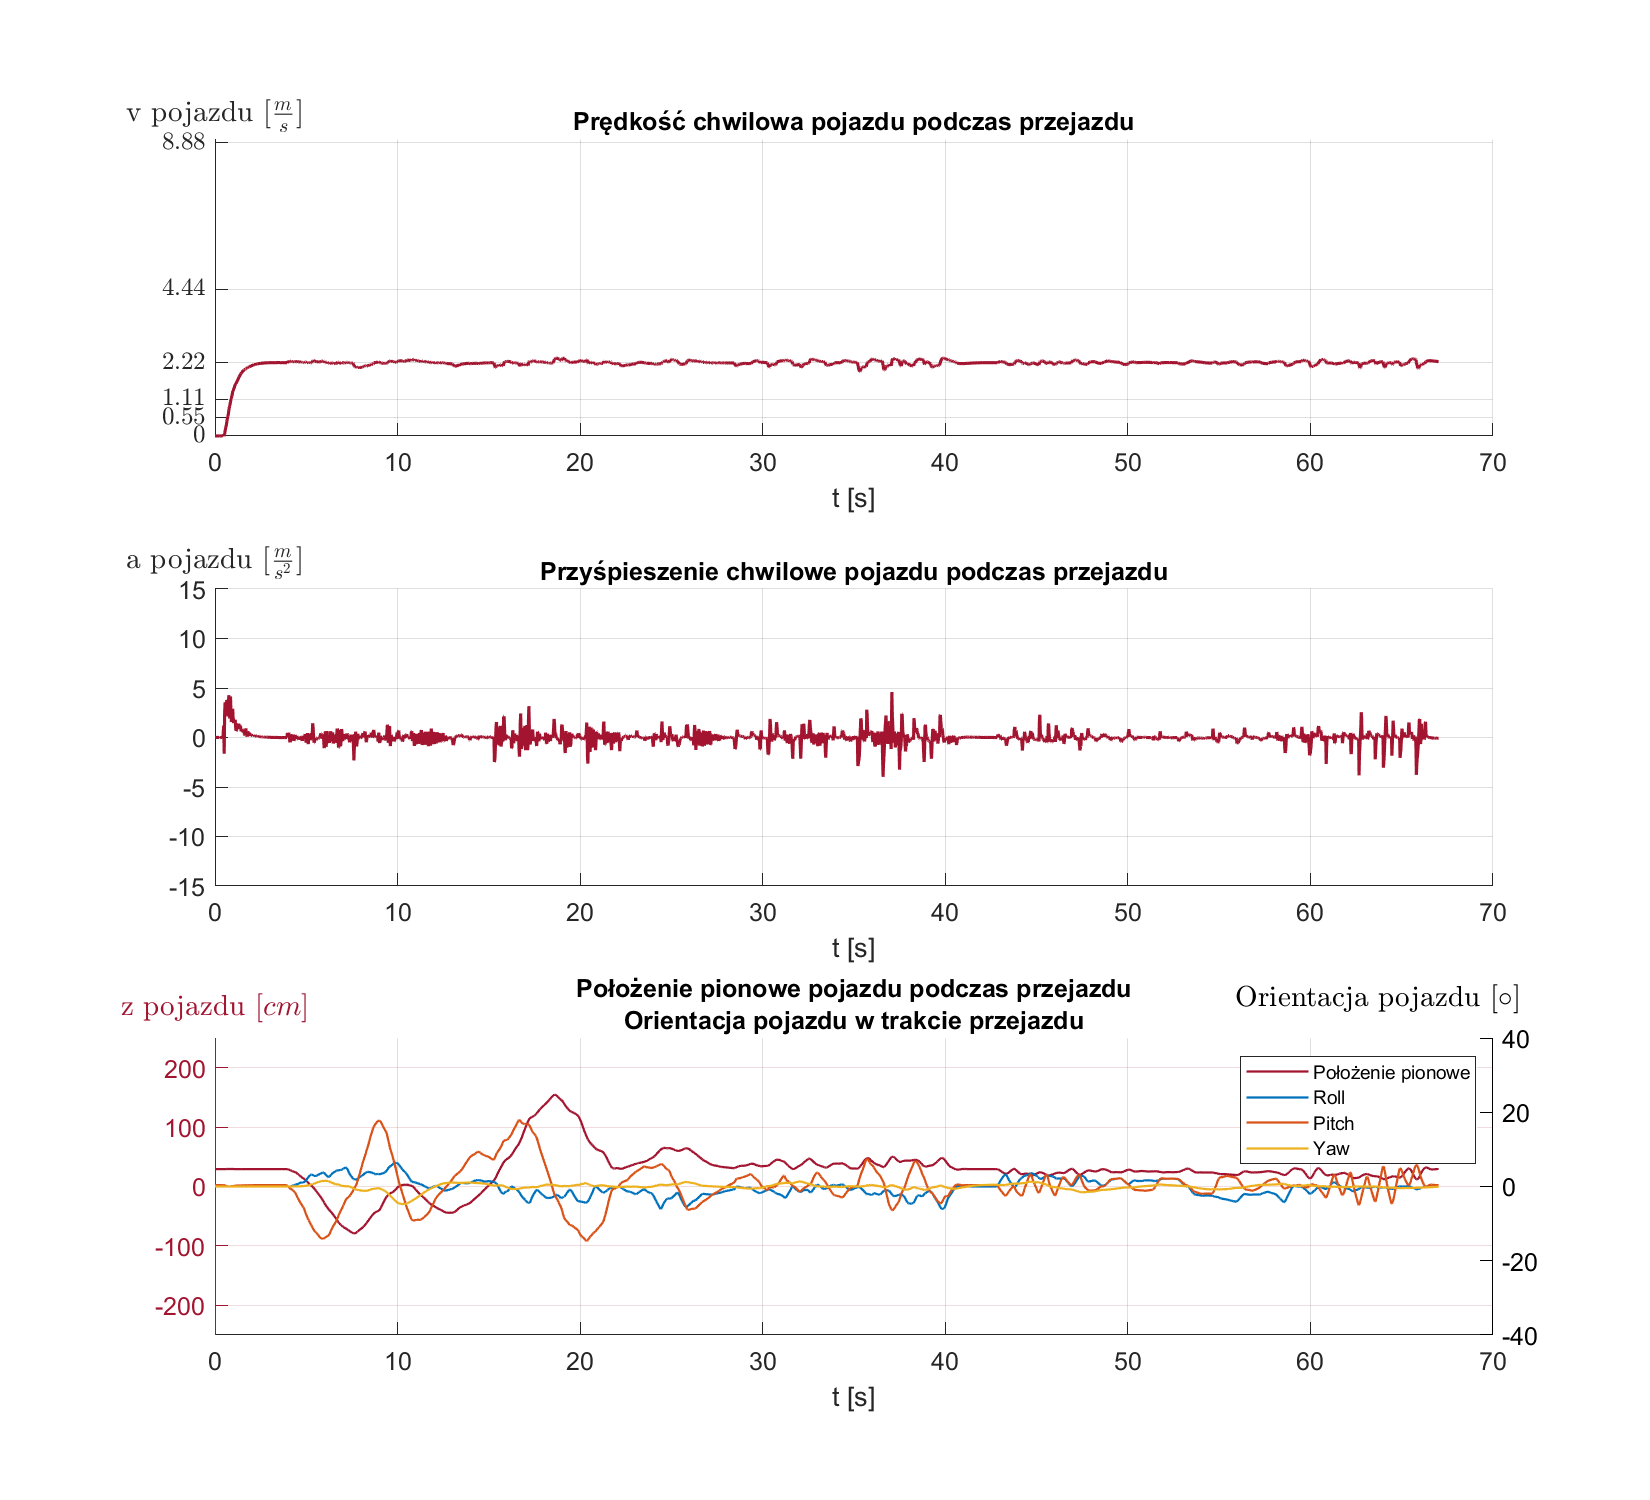 v pojazdu [m/s]
Prędkość chwilowa pojazdu podczas przejazdu
8.88
4.44
2.22
1.11
0.55
0
0 10 20 30 40 50 60 70
t [s]
a pojazdu [m/s²]
Przyśpieszenie chwilowe pojazdu podczas przejazdu
15
10
5
0
-5
-10
-15
0 10 20 30 40 50 60 70
t [s]
z pojazdu [cm]
Położenie pionowe pojazdu podczas przejazdu
Orientacja pojazdu w trakcie przejazdu
Orientacja pojazdu [∘]
200
100
0
-100
-200
40
20
0
-20
-40
Położenie pionowe
Roll
Pitch
Yaw
0 10 20 30 40 50 60 70
t [s]